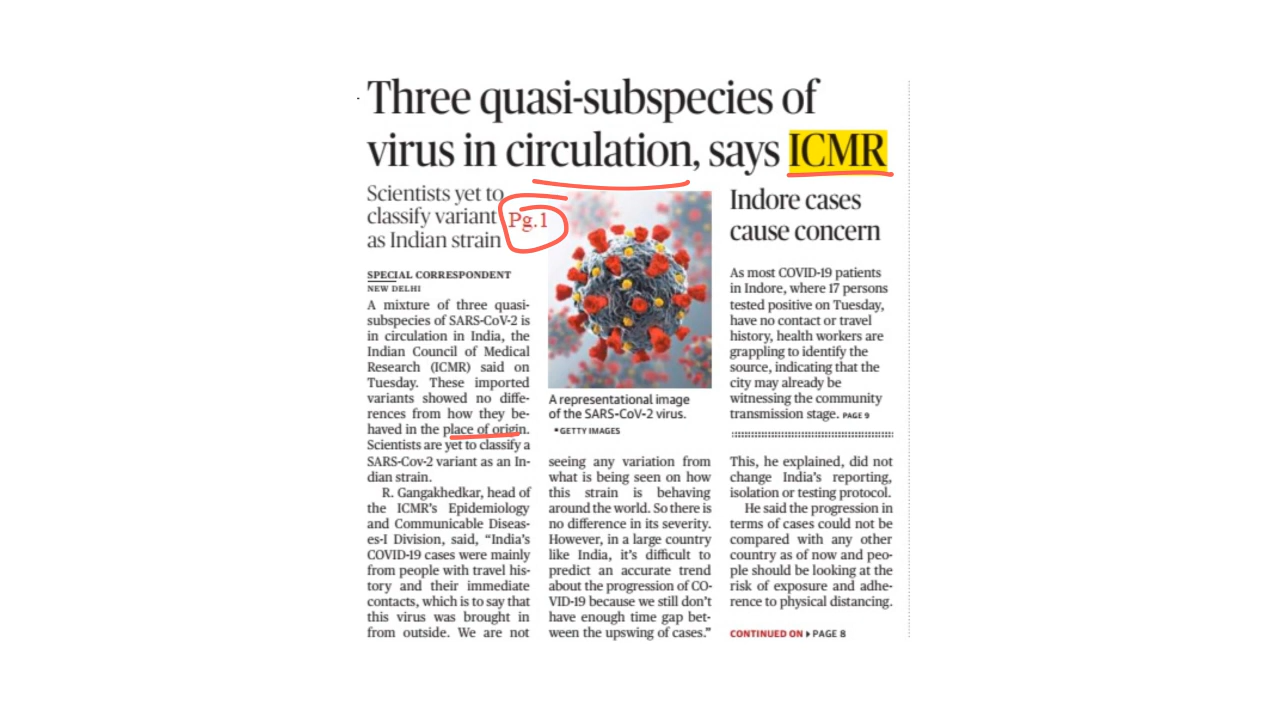 Three quasi-subspecies of
virus in circulation, says ICMR
Scientists yet to
classify variant
as Indian strain
Pg.1
SPECIAL CORRESPONDENT
NEW DELHI
A mixture of three quasi-
subspecies of SARS-CoV-2 is
in circulation in India, the
Indian Council of Medical
Research (ICMR) said on
Tuesday. These imported
variants showed no diffe-
rences from how they be-
haved in the place of origin.
Scientists are yet to classify a
SARS-Cov-2 variant as an In-
dian strain.
R. Gangakhedkar, head of
the ICMR's Epidemiology
and Communicable Diseas-
es-I Division, said, "India's
COVID-19 cases were mainly
from people with travel his-
tory and their immediate
contacts, which is to say that
this virus was brought in
from outside. We are not
A representational image
of the SARS-CoV-2 virus.
▪GETTY IMAGES
seeing any variation from
what is being seen on how
this strain is behaving
around the world. So there is
no difference in its severity.
However, in a large country
like India, it's difficult to
predict an accurate trend
about the progression of CO-
VID-19 because we still don't
have enough time gap bet-
ween the upswing of cases."
Indore cases
cause concern
As most COVID-19 patients
in Indore, where 17 persons
tested positive on Tuesday,
have no contact or travel
history, health workers are
grappling to identify the
source, indicating that the
city may already be
witnessing the community
transmission stage. PAGE 9
This, he explained, did not
change India's reporting,
isolation or testing protocol.
He said the progression in
terms of cases could not be
compared with any other
country as of now and peo-
ple should be looking at the
risk of exposure and adhe-
rence to physical distancing.
CONTINUED ON ▸ PAGE 8